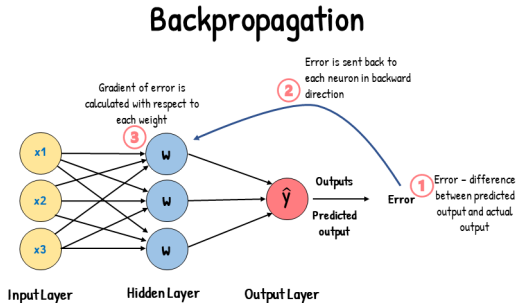 Backpropagation
Error is sent back to
each neuron in backward
direction
2
Gradient of error is
calculated with respect to
each weight
3
x1
x2
x3
w
w
w
ŷ
Outputs
Predicted
output
Error
1
Error - difference
between predicted
output and actual
output
Input Layer
Hidden Layer
Output Layer